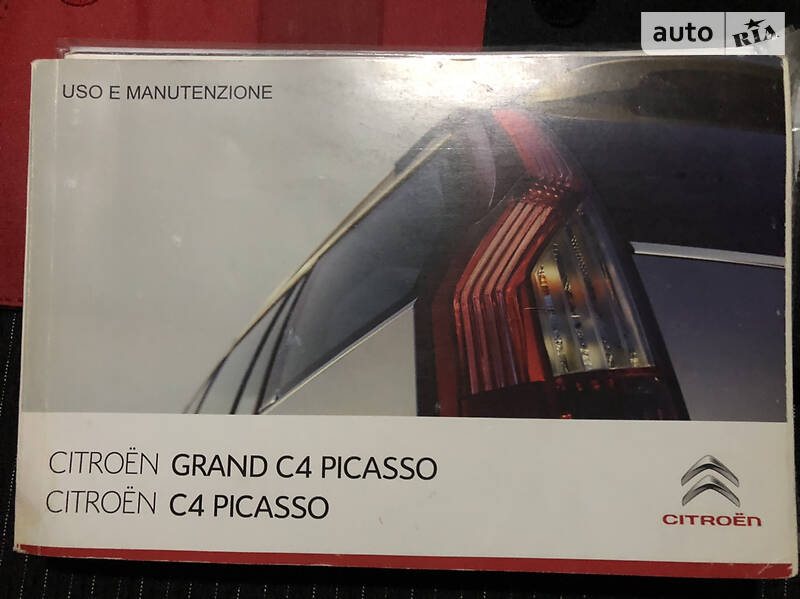 auto RIA
USO E MANUTENZIONE
CITROËN GRAND C4 PICASSO
CITROËN C4 PICASSO
CITROËN